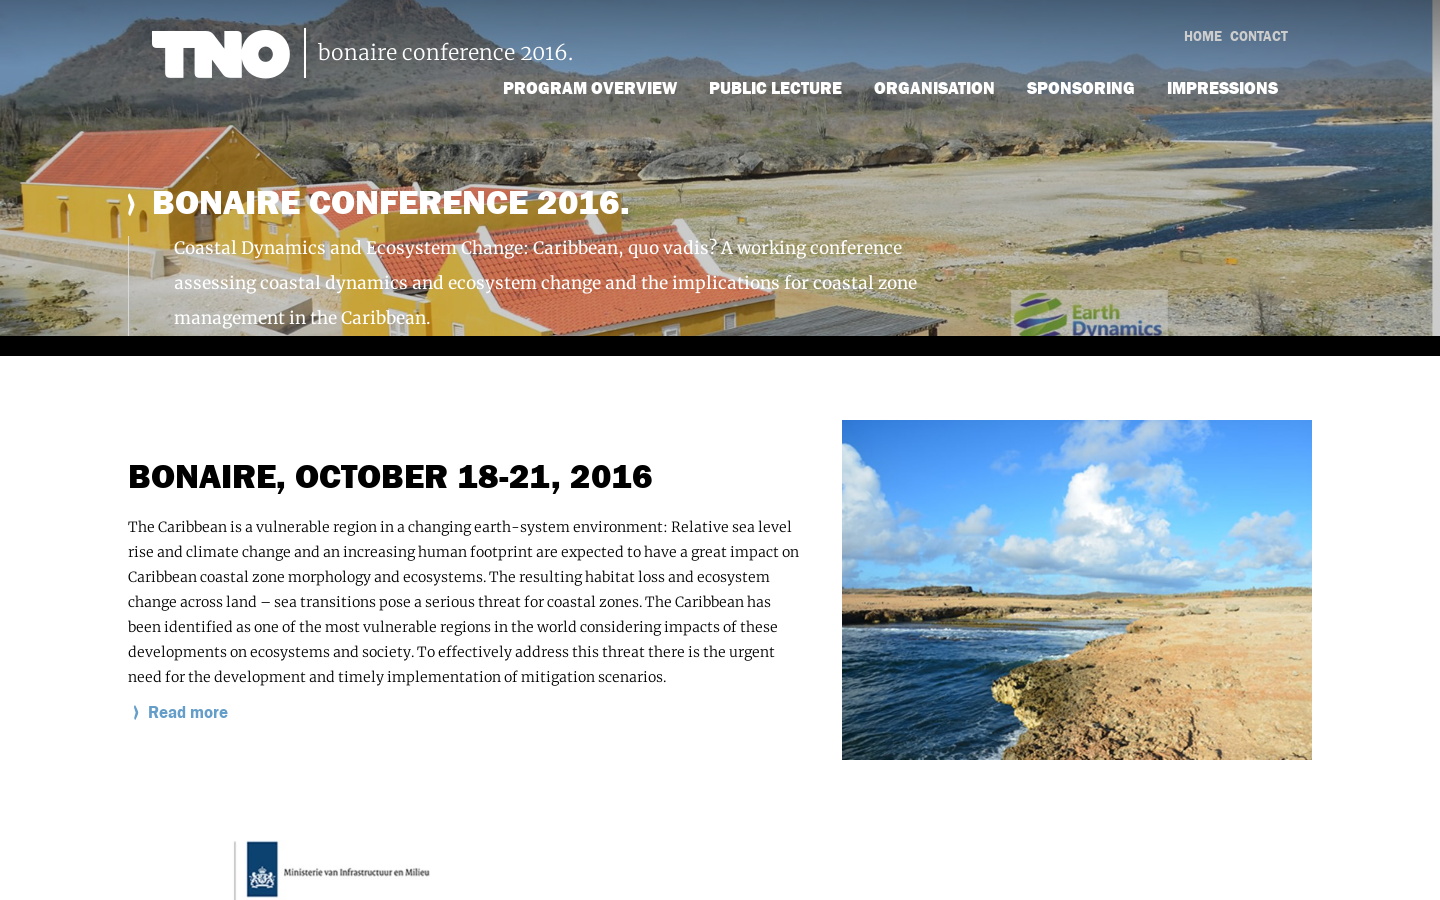 TNO
bonaire conference 2016.
HOME CONTACT
PROGRAM OVERVIEW PUBLIC LECTURE ORGANISATION SPONSORING IMPRESSIONS
BONAIRE CONFERENCE 2016.
Coastal Dynamics and Ecosystem Change: Caribbean, quo vadis? A working conference
assessing coastal dynamics and ecosystem change and the implications for coastal zone
management in the Caribbean.
Earth
Dynamics
BONAIRE, OCTOBER 18-21, 2016
The Caribbean is a vulnerable region in a changing earth-system environment: Relative sea level
rise and climate change and an increasing human footprint are expected to have a great impact on
Caribbean coastal zone morphology and ecosystems. The resulting habitat loss and ecosystem
change across land – sea transitions pose a serious threat for coastal zones. The Caribbean has
been identified as one of the most vulnerable regions in the world considering impacts of these
developments on ecosystems and society. To effectively address this threat there is the urgent
need for the development and timely implementation of mitigation scenarios.
Read more
Ministerie van Infrastructuur en Milieu